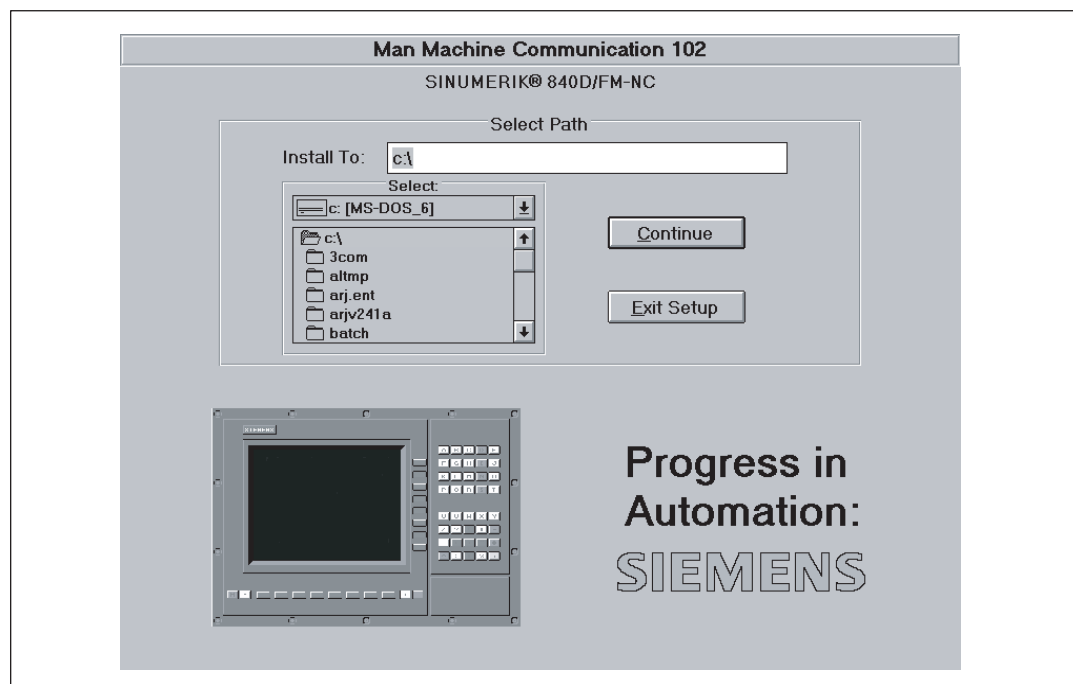 Man Machine Communication 102
SINUMERIK® 840D/FM-NC
Select Path
Install To: c:\
Select:
c: [MS-DOS_6]
c:\
3com
altmp
arj.ent
arjv241a
batch
Continue
Exit Setup
SIEMENS
Progress in
Automation:
SIEMENS